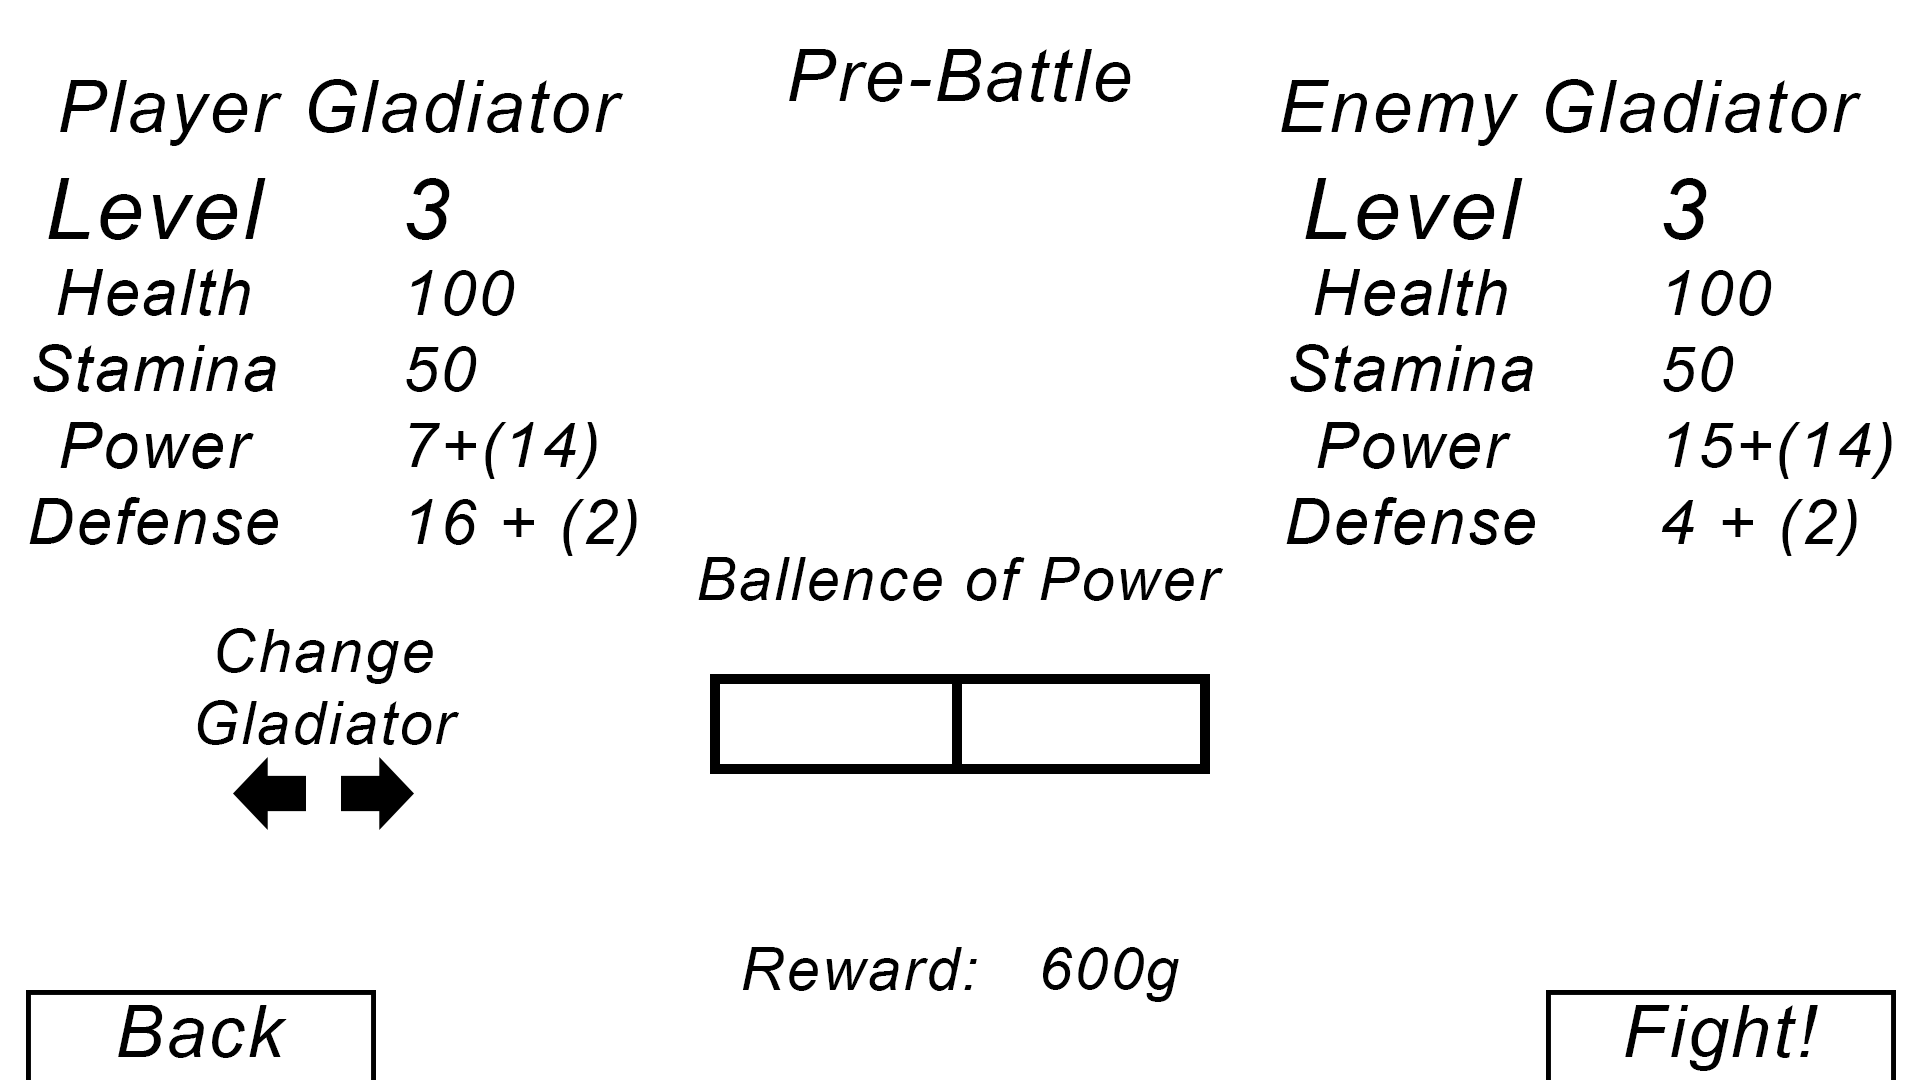 Pre-Battle
Player Gladiator
Level 3
Health 100
Stamina 50
Power 7+(14)
Defense 16 + (2)
Enemy Gladiator
Level 3
Health 100
Stamina 50
Power 15+(14)
Defense 4 + (2)
Ballence of Power
Change
Gladiator
Reward: 600g
Back
Fight!